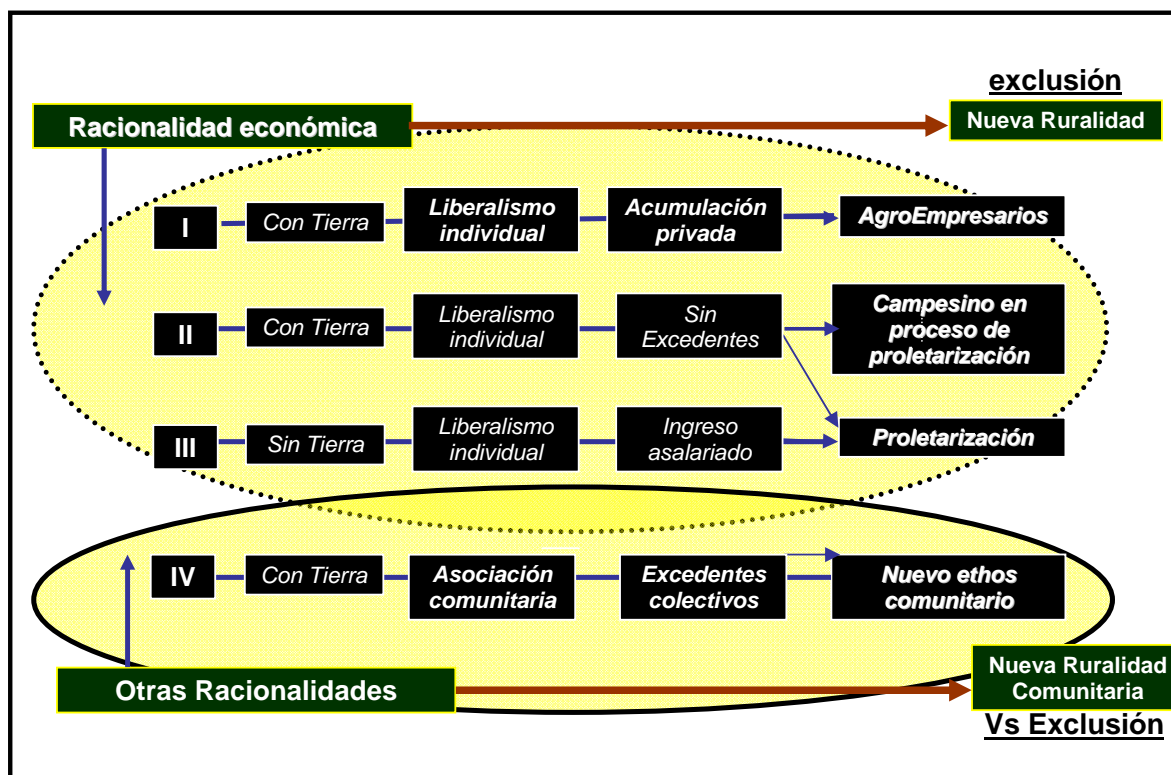 exclusión
Racionalidad económica
Nueva Ruralidad
I
Con Tierra
Liberalismo
individual
Acumulación
privada
AgroEmpresarios
II
Con Tierra
Liberalismo
individual
Sin
Excedentes
Campesino en
proceso de
proletarización
III
Sin Tierra
Liberalismo
individual
Ingreso
asalariado
Proletarización
IV
Con Tierra
Asociación
comunitaria
Excedentes
colectivos
Nuevo ethos
comunitario
Otras Racionalidades
Nueva Ruralidad
Comunitaria
Vs Exclusión